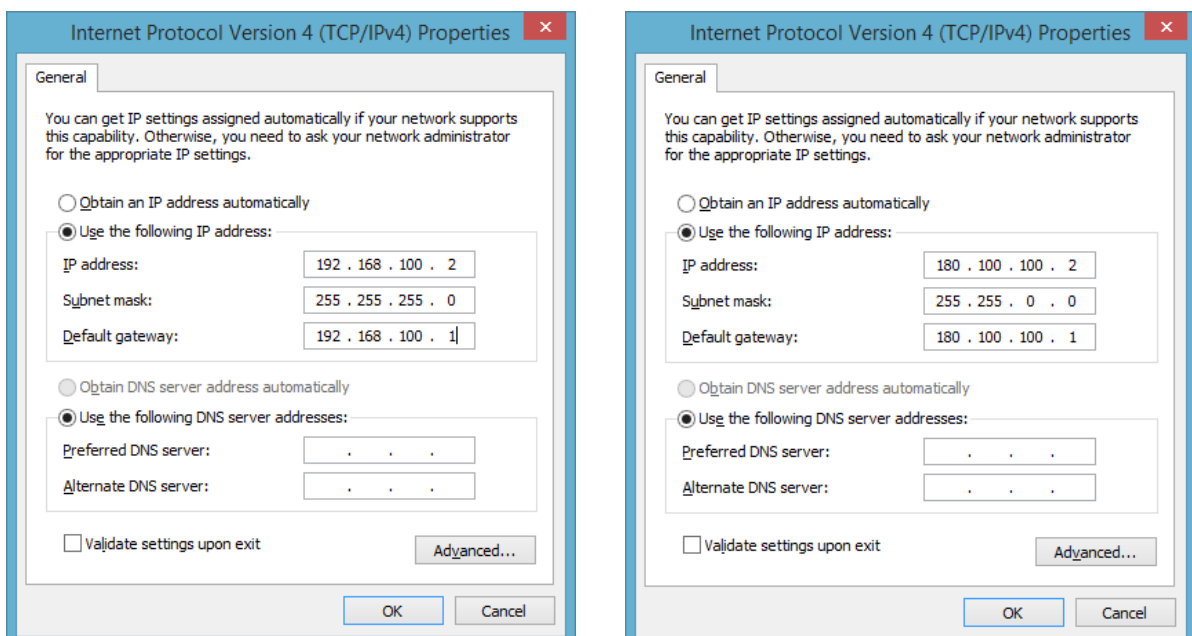 Internet Protocol Version 4 (TCP/IPv4) Properties
General
You can get IP settings assigned automatically if your network supports
this capability. Otherwise, you need to ask your network administrator
for the appropriate IP settings.
Obtain an IP address automatically
Use the following IP address:
IP address: 192 . 168 . 100 . 2
Subnet mask: 255 . 255 . 255 . 0
Default gateway: 192 . 168 . 100 . 1
Obtain DNS server address automatically
Use the following DNS server addresses:
Preferred DNS server: . . .
Alternate DNS server: . . .
Validate settings upon exit
Advanced...
OK Cancel
Internet Protocol Version 4 (TCP/IPv4) Properties
General
You can get IP settings assigned automatically if your network supports
this capability. Otherwise, you need to ask your network administrator
for the appropriate IP settings.
Obtain an IP address automatically
Use the following IP address:
IP address: 180 . 100 . 100 . 2
Subnet mask: 255 . 255 . 0 . 0
Default gateway: 180 . 100 . 100 . 1
Obtain DNS server address automatically
Use the following DNS server addresses:
Preferred DNS server: . . .
Alternate DNS server: . . .
Validate settings upon exit
Advanced...
OK Cancel